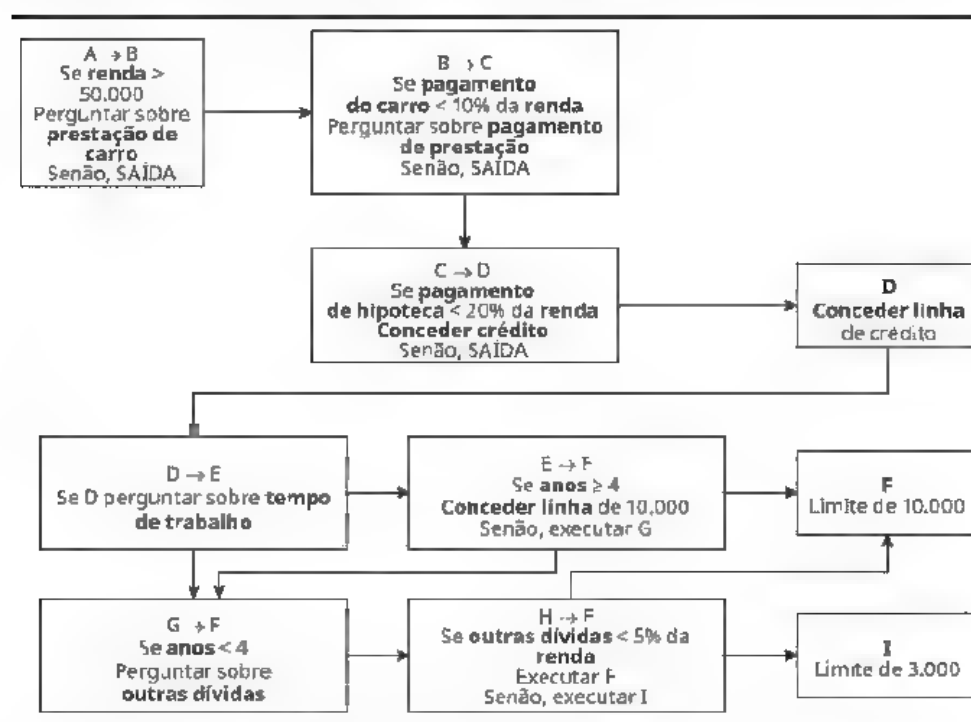 A → B
Se renda >
50.000
Perguntar sobre
prestação de
carro
Senão, SAÍDA
B → C
Se pagamento
do carro < 10% da renda
Perguntar sobre pagamento
de prestação
Senão, SAÍDA
C → D
Se pagamento
de hipoteca < 20% da renda
Conceder crédito
Senão, SAÍDA
D
Conceder linha
de crédito
D → E
Se D perguntar sobre tempo
de trabalho
E → F
Se anos ≥ 4
Conceder linha de 10.000
Senão, executar G
F
Limite de 10.000
G → F
Se anos < 4
Perguntar sobre
outras dívidas
H → F
Se outras dívidas < 5% da
renda
Executar F
Senão, executar I
I
Limite de 3.000